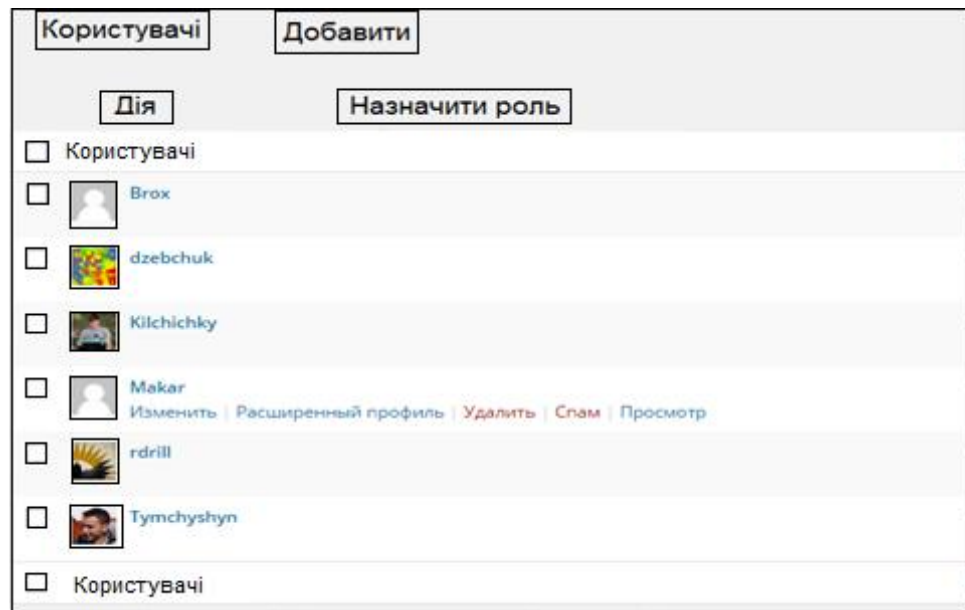 Користувачі Добавити
Дія Назначити роль
Користувачі
Brox
dzebchuk
Kilchichky
Makar
Изменить | Расширенный профиль | Удалить | Спам | Просмотр
rdrill
Tymchyshyn
Користувачі